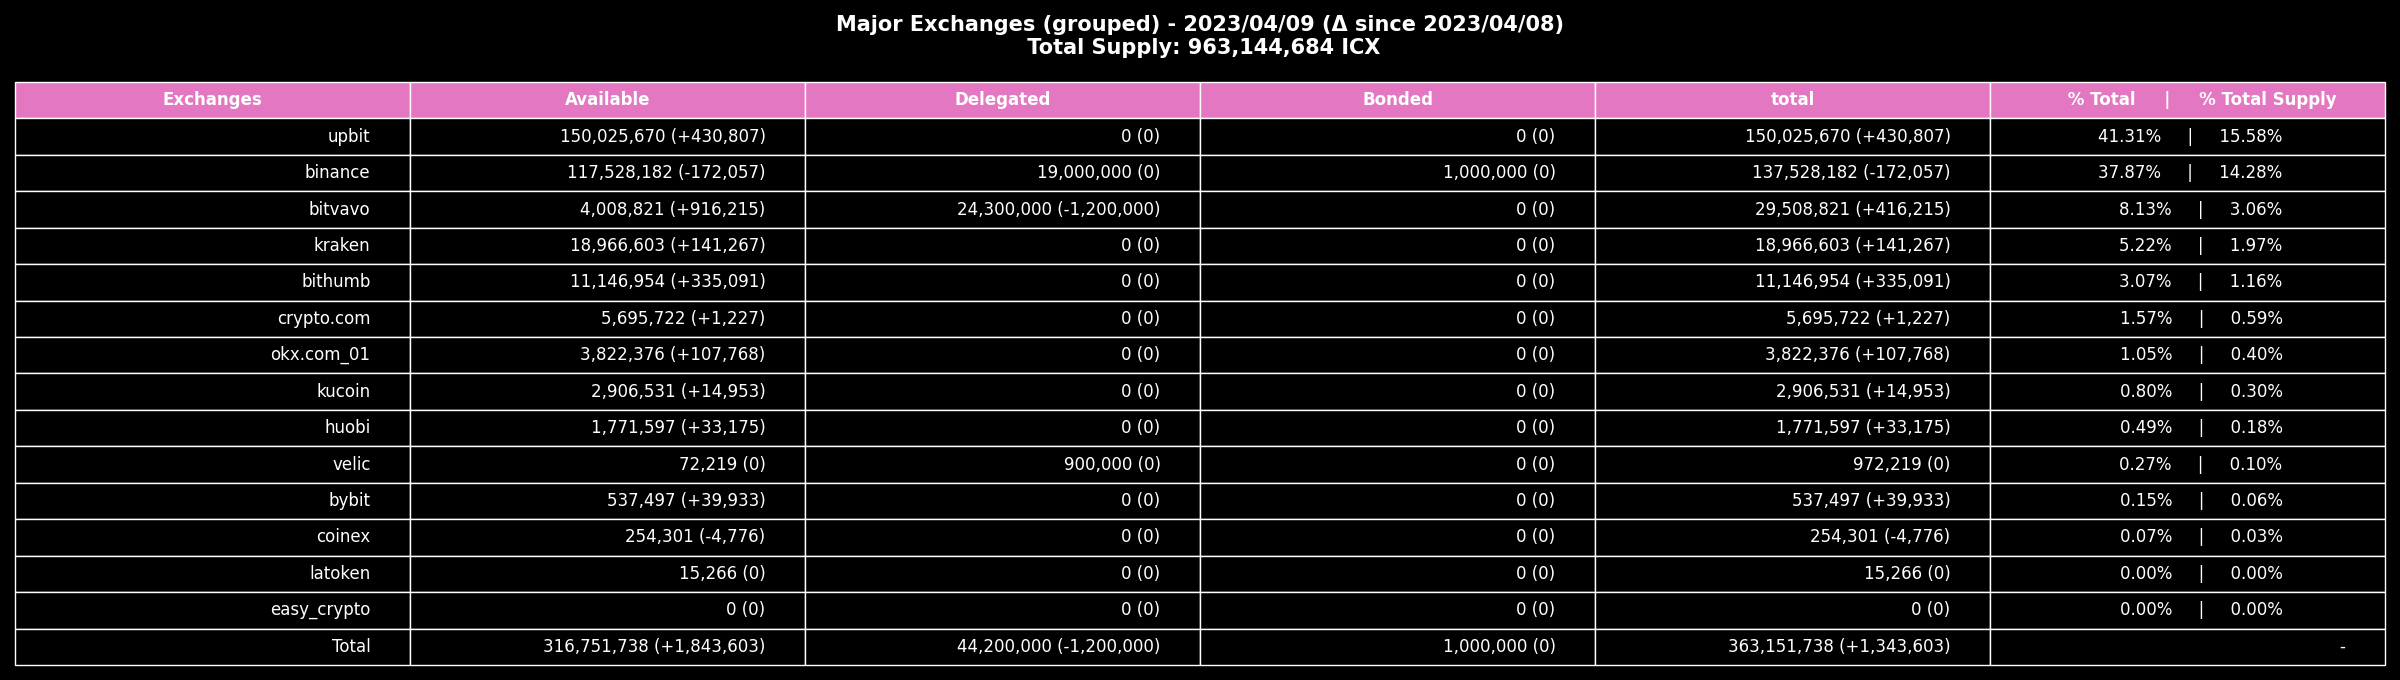 Major Exchanges (grouped) - 2023/04/09 (Δ since 2023/04/08)
Total Supply: 963,144,684 ICX
Exchanges Available Delegated Bonded total % Total | % Total Supply
upbit 150,025,670 (+430,807) 0 (0) 0 (0) 150,025,670 (+430,807) 41.31% | 15.58%
binance 117,528,182 (-172,057) 19,000,000 (0) 1,000,000 (0) 137,528,182 (-172,057) 37.87% | 14.28%
bitvavo 4,008,821 (+916,215) 24,300,000 (-1,200,000) 0 (0) 29,508,821 (+416,215) 8.13% | 3.06%
kraken 18,966,603 (+141,267) 0 (0) 0 (0) 18,966,603 (+141,267) 5.22% | 1.97%
bithumb 11,146,954 (+335,091) 0 (0) 0 (0) 11,146,954 (+335,091) 3.07% | 1.16%
crypto.com 5,695,722 (+1,227) 0 (0) 0 (0) 5,695,722 (+1,227) 1.57% | 0.59%
okx.com_01 3,822,376 (+107,768) 0 (0) 0 (0) 3,822,376 (+107,768) 1.05% | 0.40%
kucoin 2,906,531 (+14,953) 0 (0) 0 (0) 2,906,531 (+14,953) 0.80% | 0.30%
huobi 1,771,597 (+33,175) 0 (0) 0 (0) 1,771,597 (+33,175) 0.49% | 0.18%
velic 72,219 (0) 900,000 (0) 0 (0) 972,219 (0) 0.27% | 0.10%
bybit 537,497 (+39,933) 0 (0) 0 (0) 537,497 (+39,933) 0.15% | 0.06%
coinex 254,301 (-4,776) 0 (0) 0 (0) 254,301 (-4,776) 0.07% | 0.03%
latoken 15,266 (0) 0 (0) 0 (0) 15,266 (0) 0.00% | 0.00%
easy_crypto 0 (0) 0 (0) 0 (0) 0 (0) 0.00% | 0.00%
Total 316,751,738 (+1,843,603) 44,200,000 (-1,200,000) 1,000,000 (0) 363,151,738 (+1,343,603) -